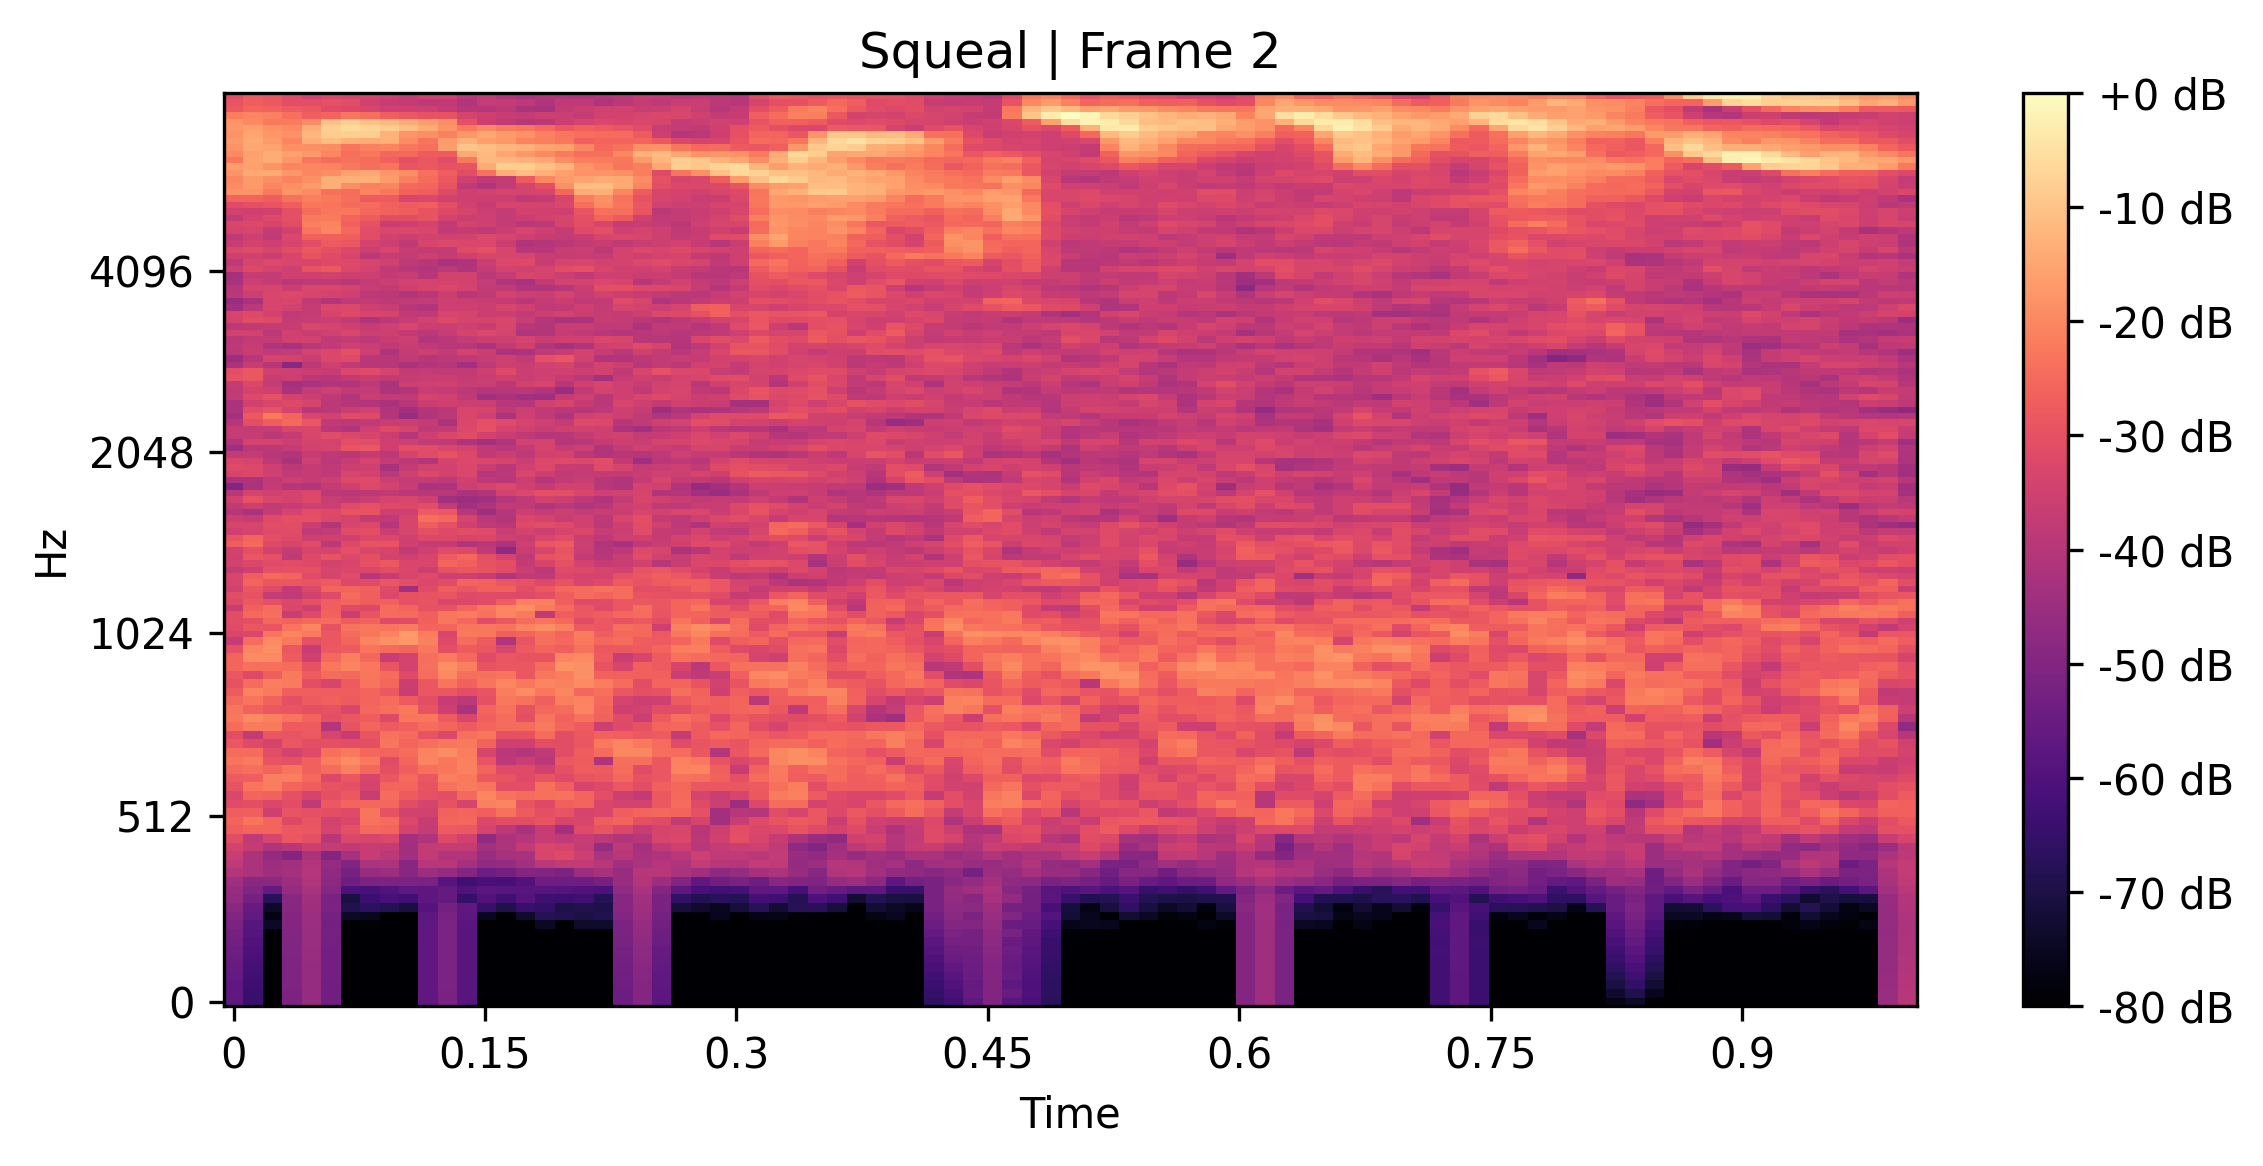 Squeal | Frame 2
+0 dB
-10 dB
-20 dB
-30 dB
-40 dB
-50 dB
-60 dB
-70 dB
-80 dB
Hz
4096
2048
1024
512
0
0 0.15 0.3 0.45 0.6 0.75 0.9
Time